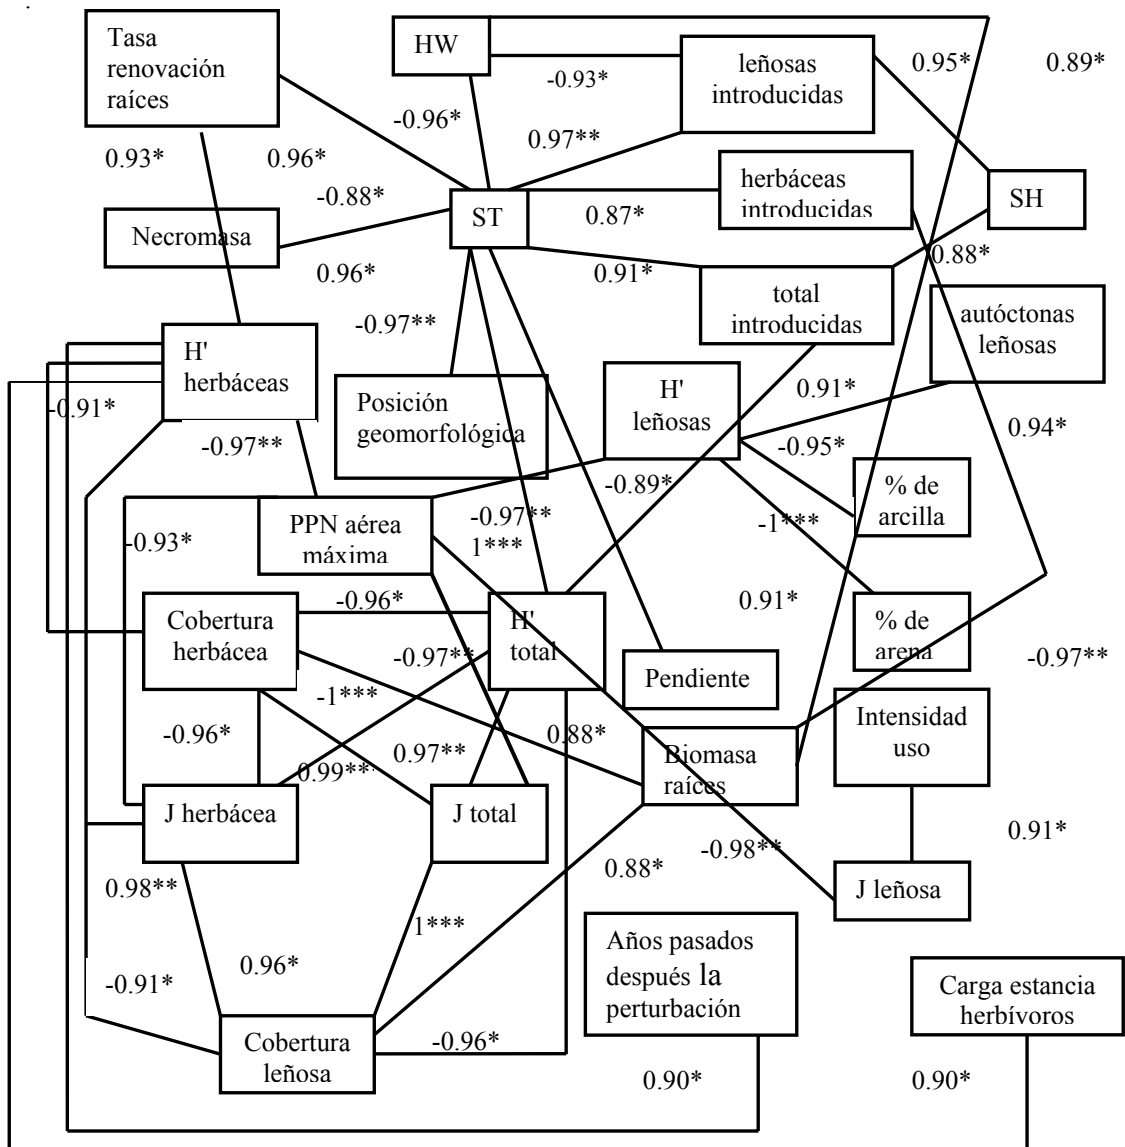 Tasa
renovación
raíces
HW
leñosas
introducidas
0.95*
0.89*
-0.93*
-0.96*
0.97**
0.93*
0.96*
-0.88*
herbáceas
introducidas
SH
Necromasa
ST
0.87*
0.96*
0.91*
0.88*
total
introducidas
autóctonas
leñosas
-0.97**
H'
herbáceas
-0.91*
Posición
geomorfológica
H'
leñosas
0.91*
-0.95*
0.94*
-0.97**
-0.89*
% de
arcilla
PPN aérea
máxima
-0.97**
1***
-1***
-0.93*
-0.96*
0.91*
Cobertura
herbácea
H'
total
% de
arena
-0.97**
-0.97**
Pendiente
-1***
Intensidad
uso
-0.96*
0.97**
0.88*
Biomasa
raíces
0.99**
J herbácea
J total
0.91*
0.88*
-0.98**
J leñosa
0.98**
1***
Años pasados
después la
perturbación
0.96*
-0.91*
Carga estancia
herbívoros
Cobertura
leñosa
-0.96*
0.90*
0.90*